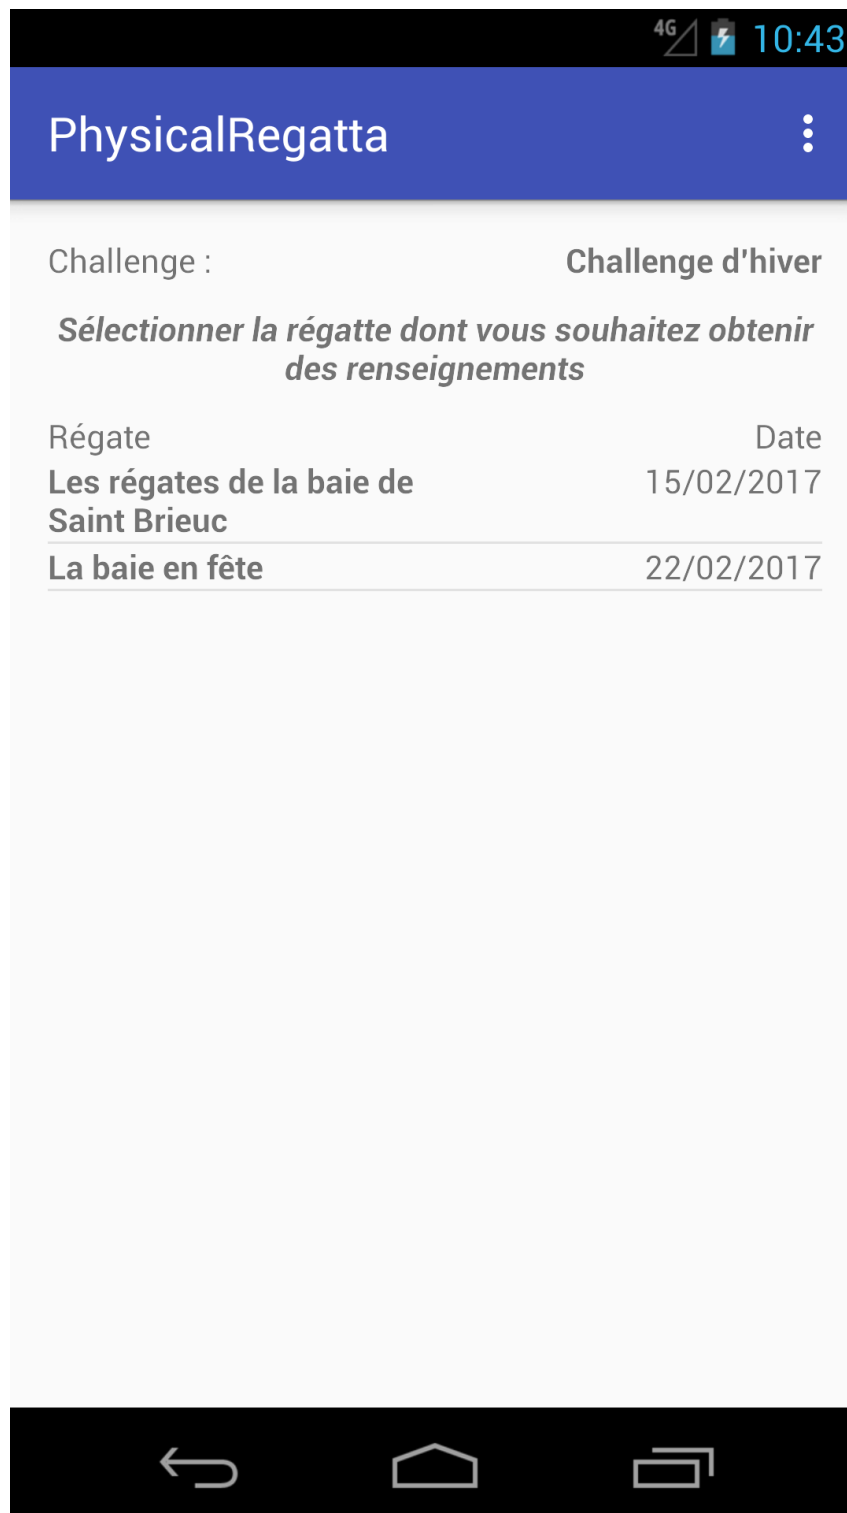 4G 10:43
PhysicalRegatta
Challenge : Challenge d'hiver
Sélectionner la régatte dont vous souhaitez obtenir
des renseignements
Régate Date
Les régates de la baie de 15/02/2017
Saint Brieuc
La baie en fête 22/02/2017